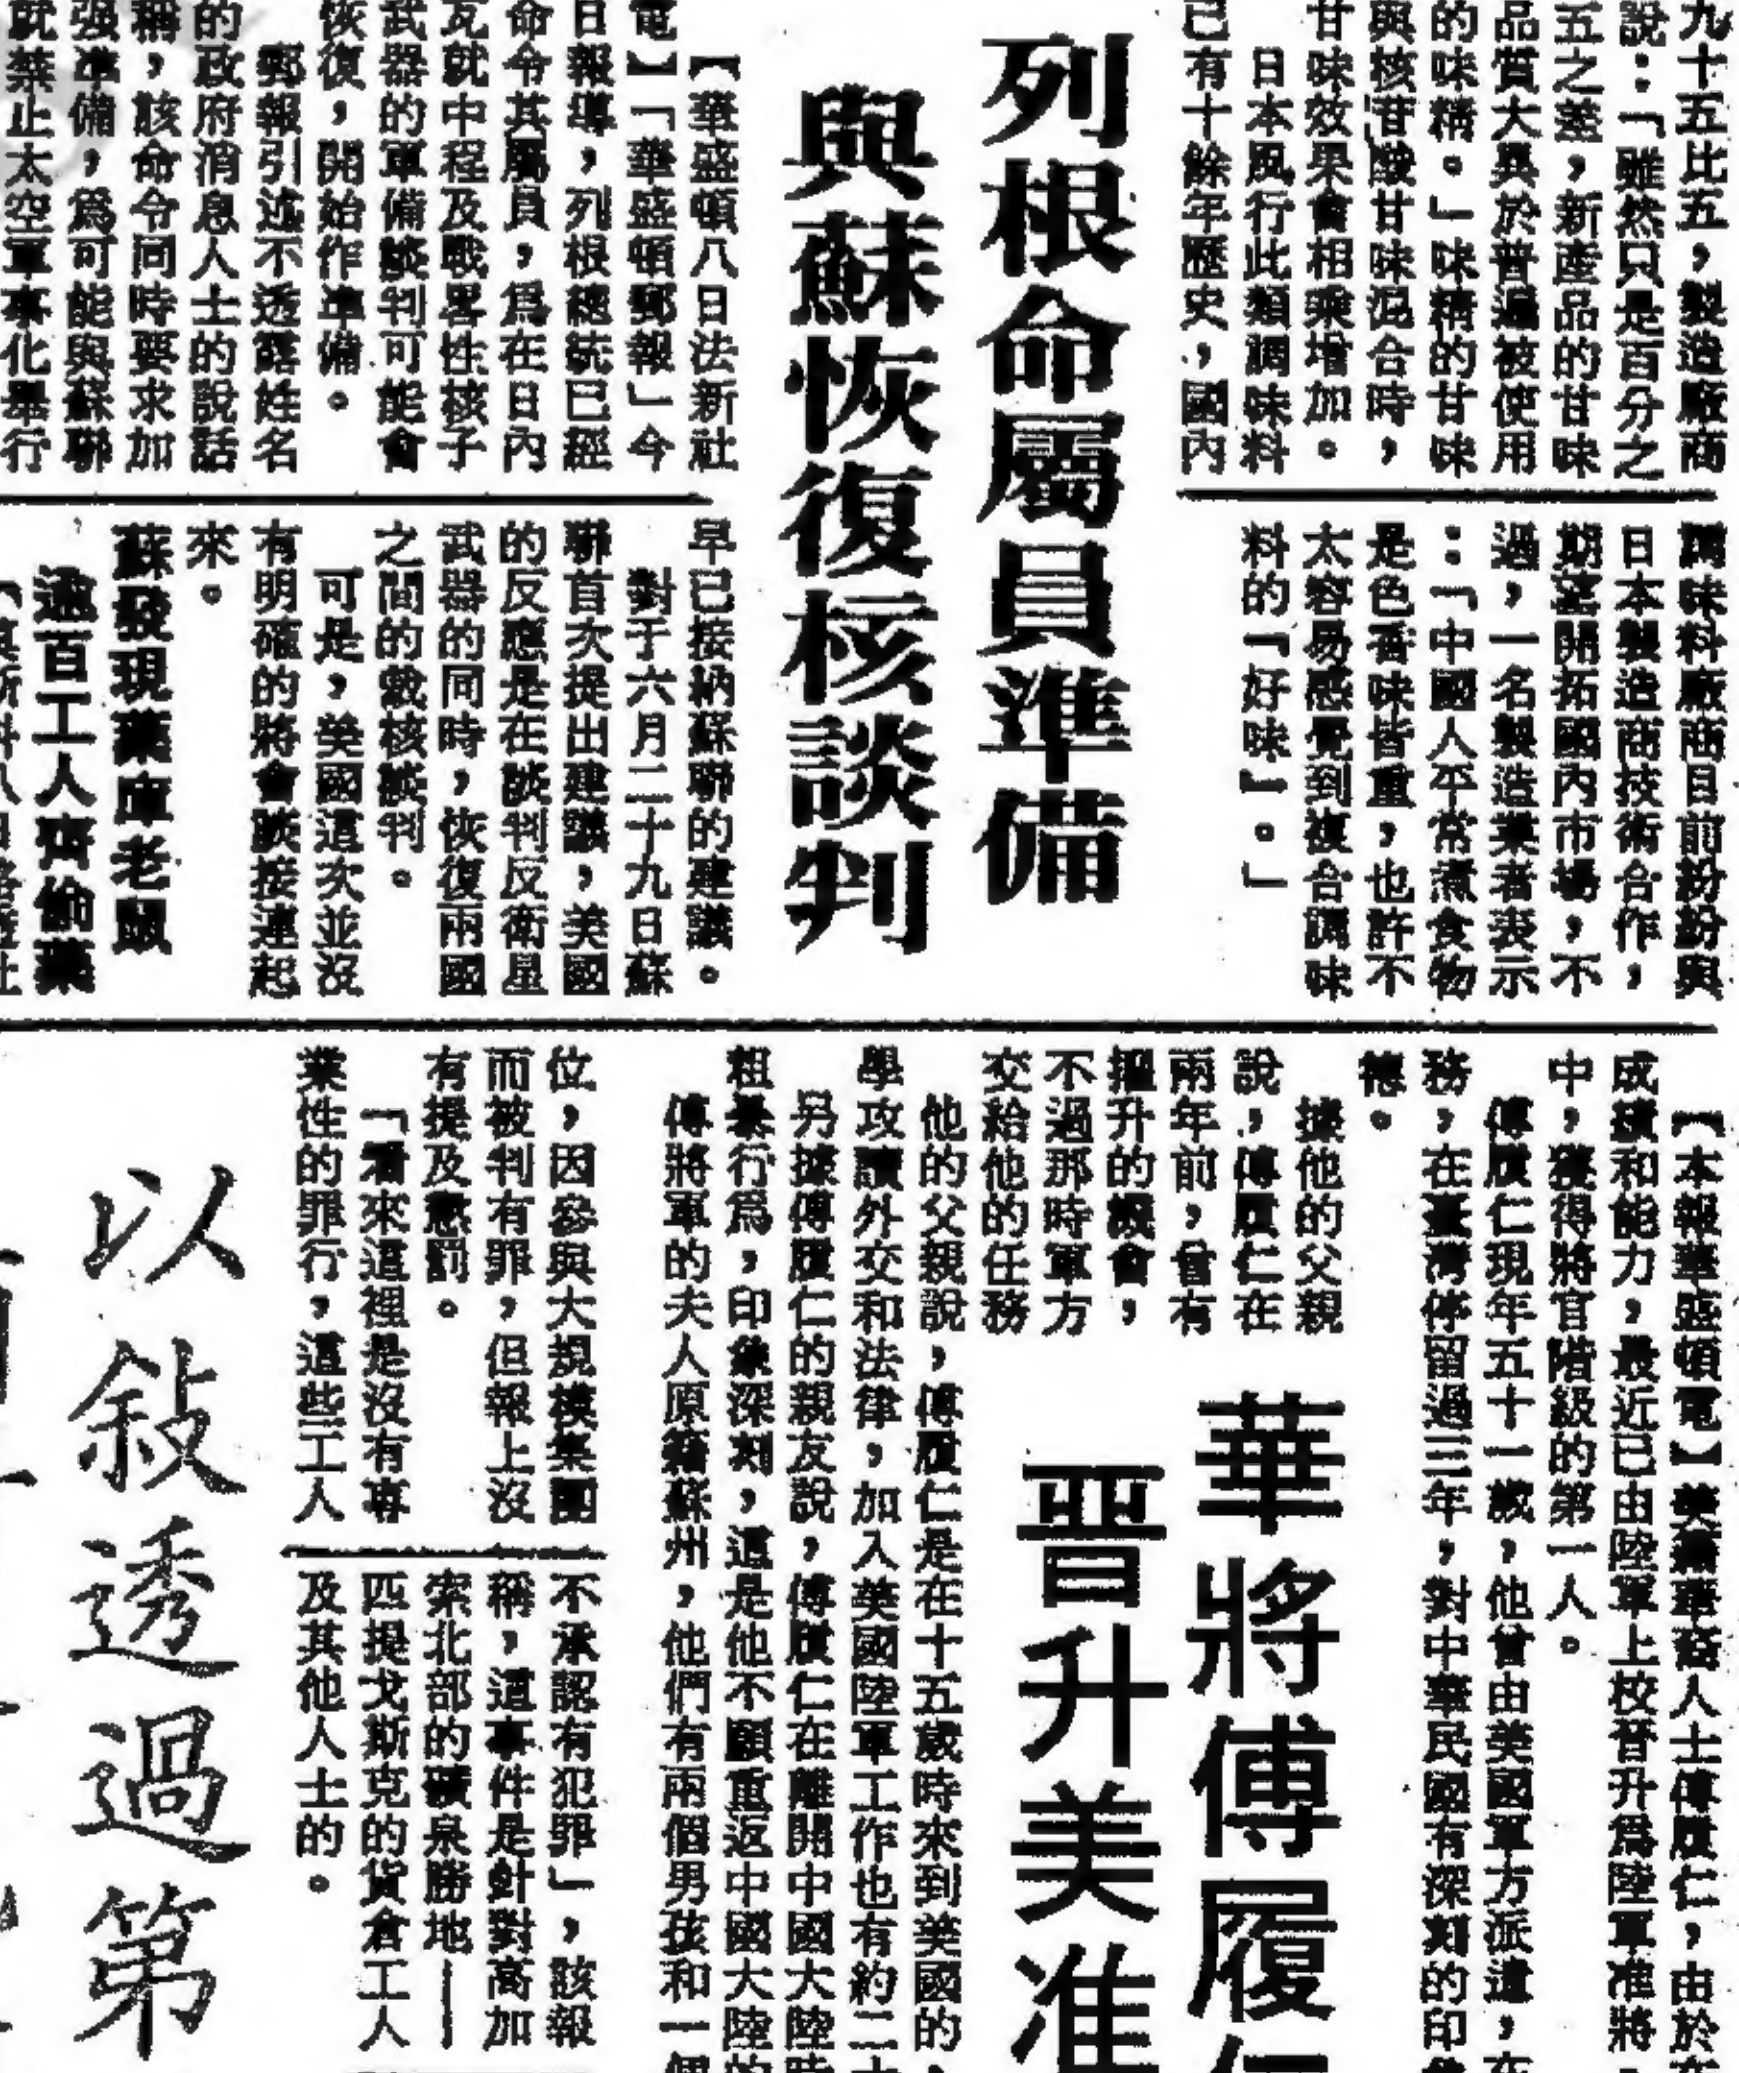 九十五比五，製造廠商
說：「雖然只是百分之
五之差，新產品的甘味
品質大異於普遍被使用
的味精。」味精的甘味
與核苷酸甘味混合時，
甘味效果會相乘增加。
日本風行此類調味料
已有十餘年歷史，國內
調味料廠商目前紛紛與
日本製造商技術合作，
期望開拓國內市場，不
過，一名製造業者表示
：「中國人平常煮食物
是色香味皆重，也許不
太容易感覺到複合調味
料的『好味』。」
列根命屬員準備
與蘇恢復核談判
【華盛頓八日法新社
電】「華盛頓郵報」今
日報導，列根總統已經
命令其屬員，為在日內
瓦就中程及戰畧性核子
武器的軍備談判可能會
恢復，開始作準備。
郵報引述不透露姓名
的政府消息人士的說話
稱，該命令同時要求加
强準備，為可能與蘇聯
就禁止太空軍事化舉行
早已接納蘇聯的建議。
對于六月二十九日蘇
聯首次提出建議，美國
的反應是在談判反衛星
武器的同時，恢復兩國
之間的裁核談判。
可是，美國這次並沒
有明確的將會談接連起
來。
蘇發現藥庫老鼠
逾百工人齊偷藥
【本報華盛頓電】美籍華裔人士傅履仁，由於在
成績和能力，最近已由陸軍上校晉升為陸軍准將，
中，獲得將官階級的第一人。
傅履仁現年五十一歲，他曾由美國軍方派遣，在
務，在臺灣停留過三年，對中華民國有深刻的印象
德。
據他的父親
說，傅履仁在
兩年前，曾有
擢升的機會，
不過那時軍方
交給他的任務
華將傅履仁
晉升美准
他的父親說，傅履仁是在十五歲時來到美國的，
學攻讀外交和法律，加入美國陸軍工作也有約二十
另據傅履仁的親友說，傅履仁在離開中國大陸時
粗暴行為，印象深刻，這是他不願重返中國大陸的
傅將軍的夫人原籍蘇州，他們有兩個男孩和一個
位，因參與大規模集團
而被判有罪，但報上沒
有提及懲罰。
「看來這裡是沒有專
業性的罪行，這些工人
不承認有犯罪」，該報
稱，這事件是針對高加
索北部的礦泉勝地——
匹提戈斯克的貨倉工人
及其他人士的。
以敍透過第